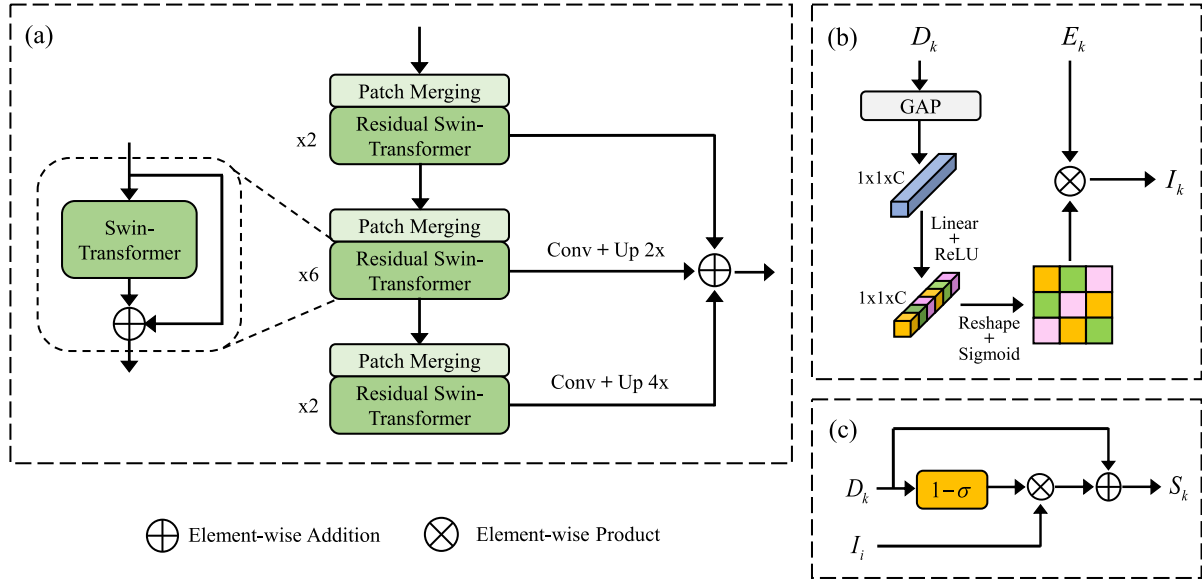 (a)
Patch Merging
x2
Residual Swin-
Transformer
Swin-
Transformer
Patch Merging
x6
Residual Swin-
Transformer
Conv + Up 2x
Patch Merging
x2
Residual Swin-
Transformer
Conv + Up 4x
(b)
D_k
E_k
GAP
1x1xC
I_k
Linear
+
ReLU
1x1xC
Reshape
+
Sigmoid
(c)
D_k
1−σ
S_k
I_i
Element-wise Addition
Element-wise Product